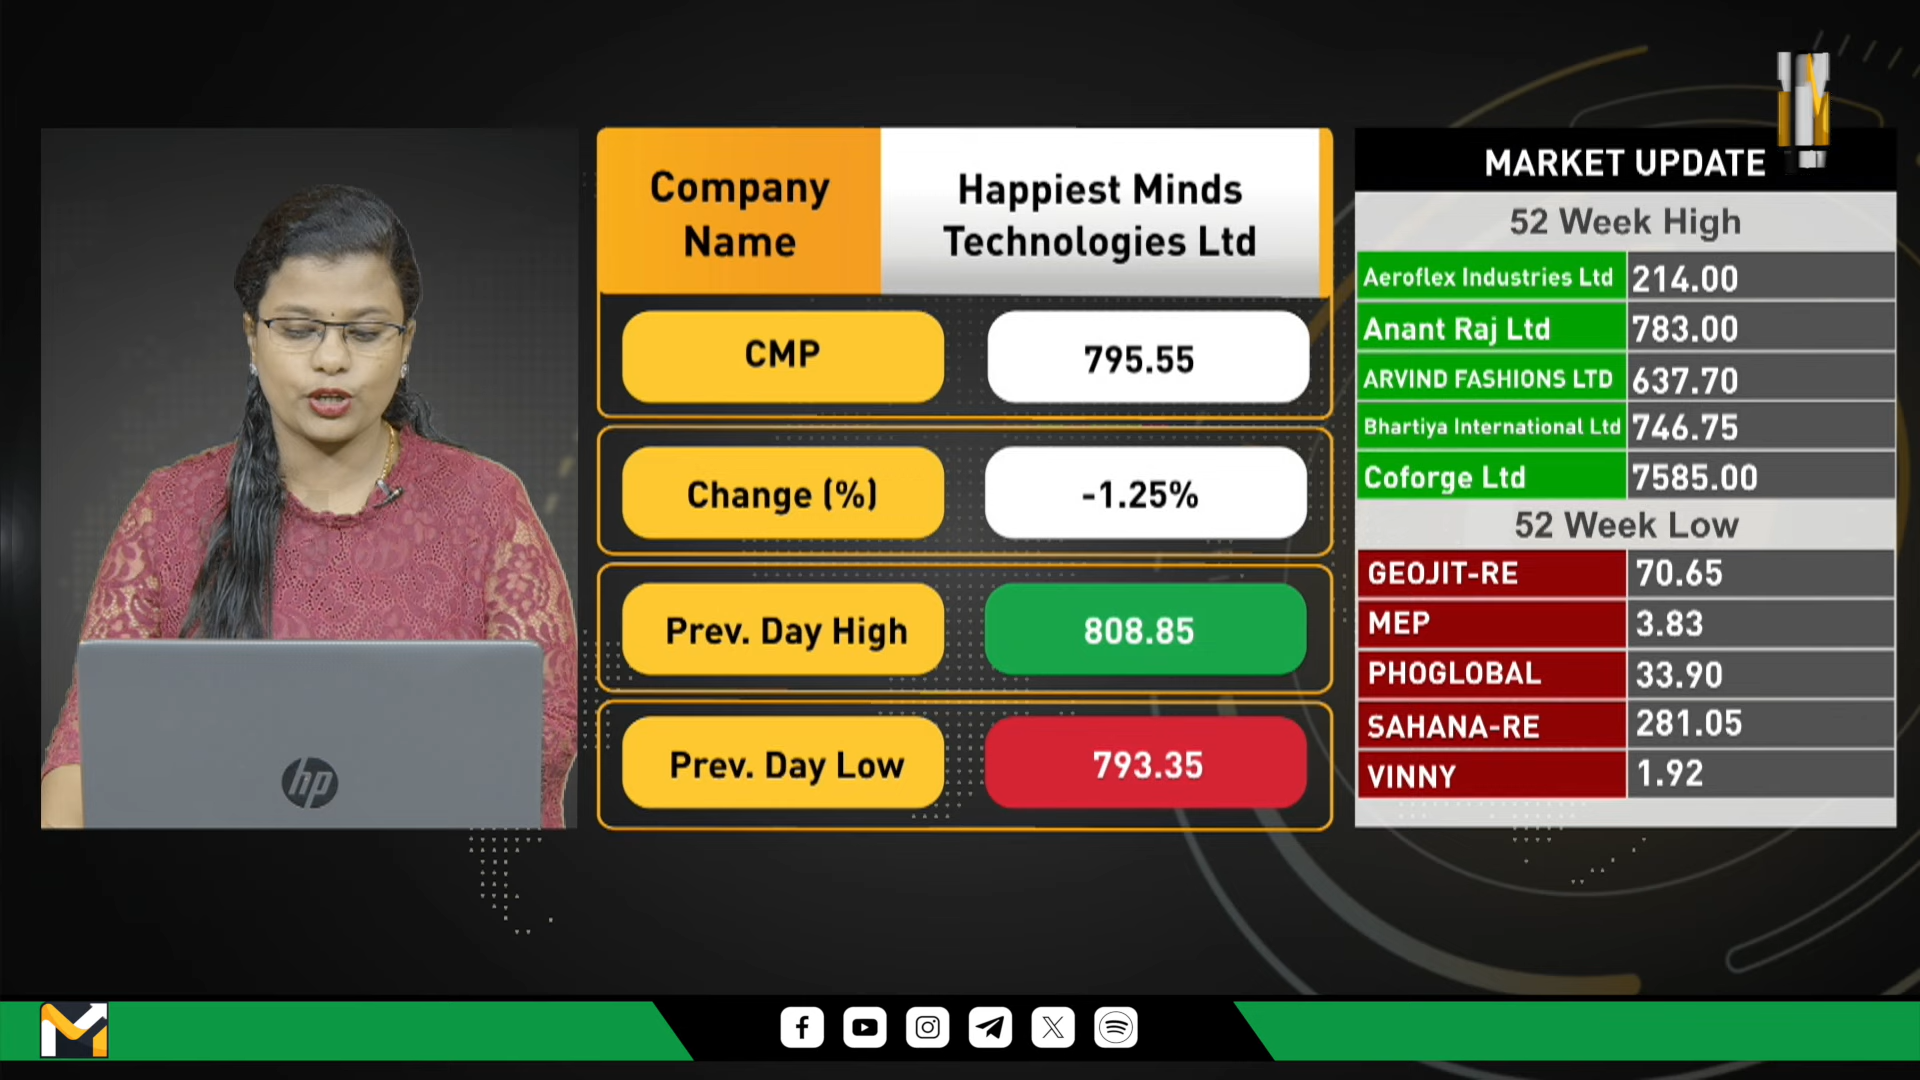 Company
Name
Happiest Minds
Technologies Ltd
CMP
795.55
Change (%)
-1.25%
Prev. Day High
808.85
Prev. Day Low
793.35
MARKET UPDATE
52 Week High
Aeroflex Industries Ltd 214.00
Anant Raj Ltd 783.00
ARVIND FASHIONS LTD 637.70
Bhartiya International Ltd 746.75
Coforge Ltd 7585.00
52 Week Low
GEOJIT-RE 70.65
MEP 3.83
PHOGLOBAL 33.90
SAHANA-RE 281.05
VINNY 1.92
hp